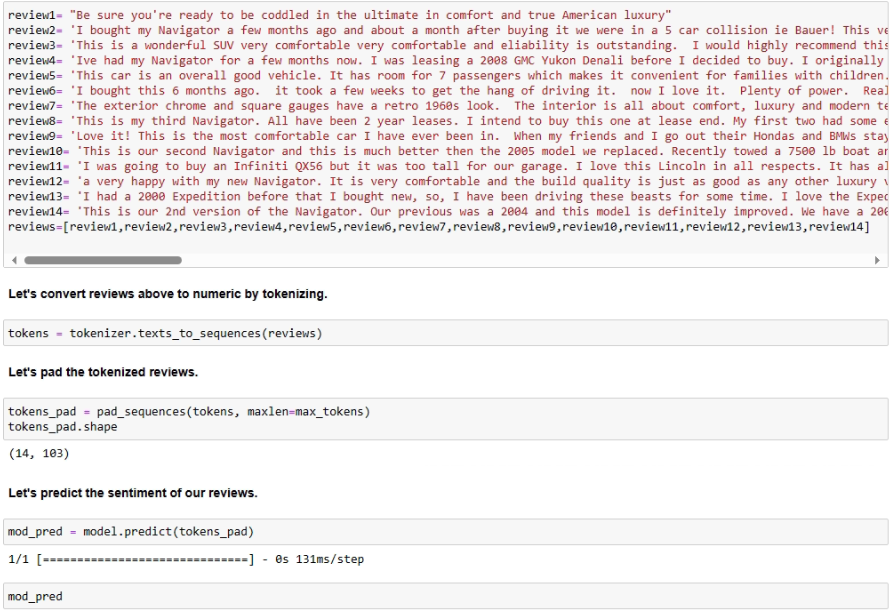 review1= "Be sure you're ready to be coddled in the ultimate in comfort and true American luxury"
review2= 'I bought my Navigator a few months ago and about a month after buying it we were in a 5 car collision ie Bauer! This ve
review3= 'This is a wonderful SUV very comfortable very comfortable and eliability is outstanding.  I would highly recommend this
review4= 'Ive had my Navigator for a few months now. I was leasing a 2008 GMC Yukon Denali before I decided to buy. I originally
review5= 'This car is an overall good vehicle. It has room for 7 passengers which makes it convenient for families with children.
review6= 'I bought this 6 months ago.  it took a few weeks to get the hang of driving it.  now I love it.  Plenty of power.  Real
review7= 'The exterior chrome and square gauges have a retro 1960s look.  The interior is all about comfort, luxury and modern te
review8= 'This is my third Navigator. All have been 2 year leases. I intend to buy this one at lease end. My first two had some e
review9= 'Love it! This is the most comfortable car I have ever been in.  When my friends and I go out their Hondas and BMWs stay
review10= 'This is our second Navigator and this is much better then the 2005 model we replaced. Recently towed a 7500 lb boat an
review11= 'I was going to buy an Infiniti QX56 but it was too tall for our garage. I love this Lincoln in all respects. It has al
review12= 'a very happy with my new Navigator. It is very comfortable and the build quality is just as good as any other luxury v
review13= 'I had a 2000 Expedition before that I bought new, so, I have been driving these beasts for some time. I love the Exped
review14= 'This is our 2nd version of the Navigator. Our previous was a 2004 and this model is definitely improved. We have a 200
reviews=[review1,review2,review3,review4,review5,review6,review7,review8,review9,review10,review11,review12,review13,review14]
Let's convert reviews above to numeric by tokenizing.
tokens = tokenizer.texts_to_sequences(reviews)
Let's pad the tokenized reviews.
tokens_pad = pad_sequences(tokens, maxlen=max_tokens)
tokens_pad.shape
(14, 103)
Let's predict the sentiment of our reviews.
mod_pred = model.predict(tokens_pad)
1/1 [==============================] - 0s 131ms/step
mod_pred